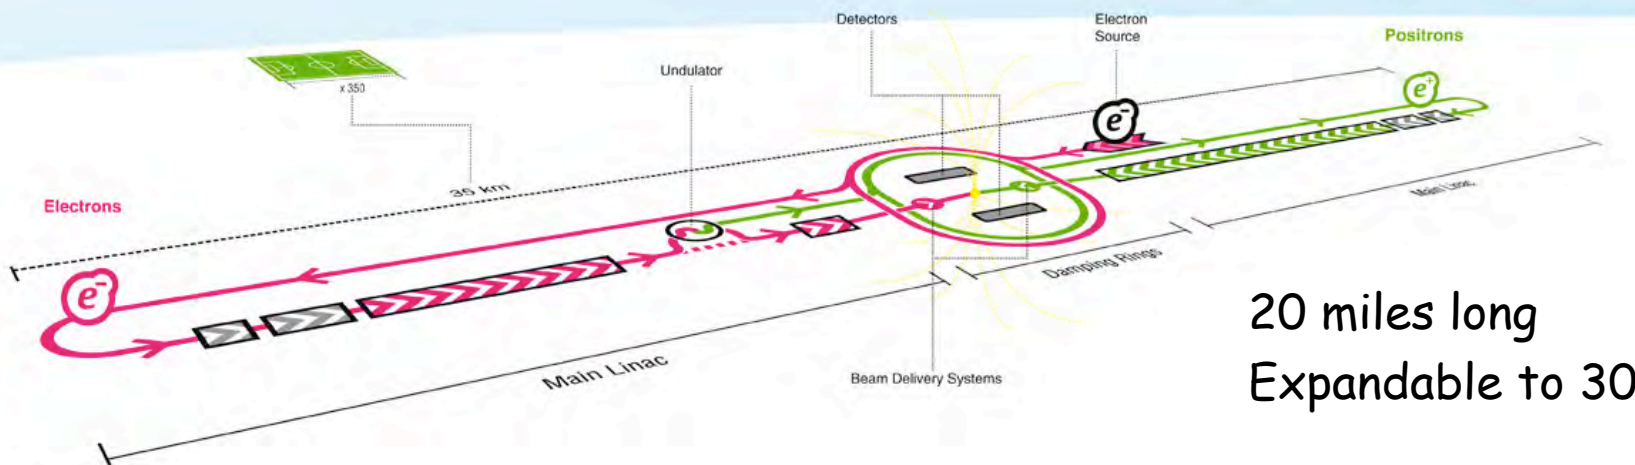 Detectors
Electron
Source
Positrons
Undulator
x 350
e⁺
e⁻
35 km
Electrons
Main Linac
e⁻
Damping Rings
Main Linac
Beam Delivery Systems
20 miles long
Expandable to 30